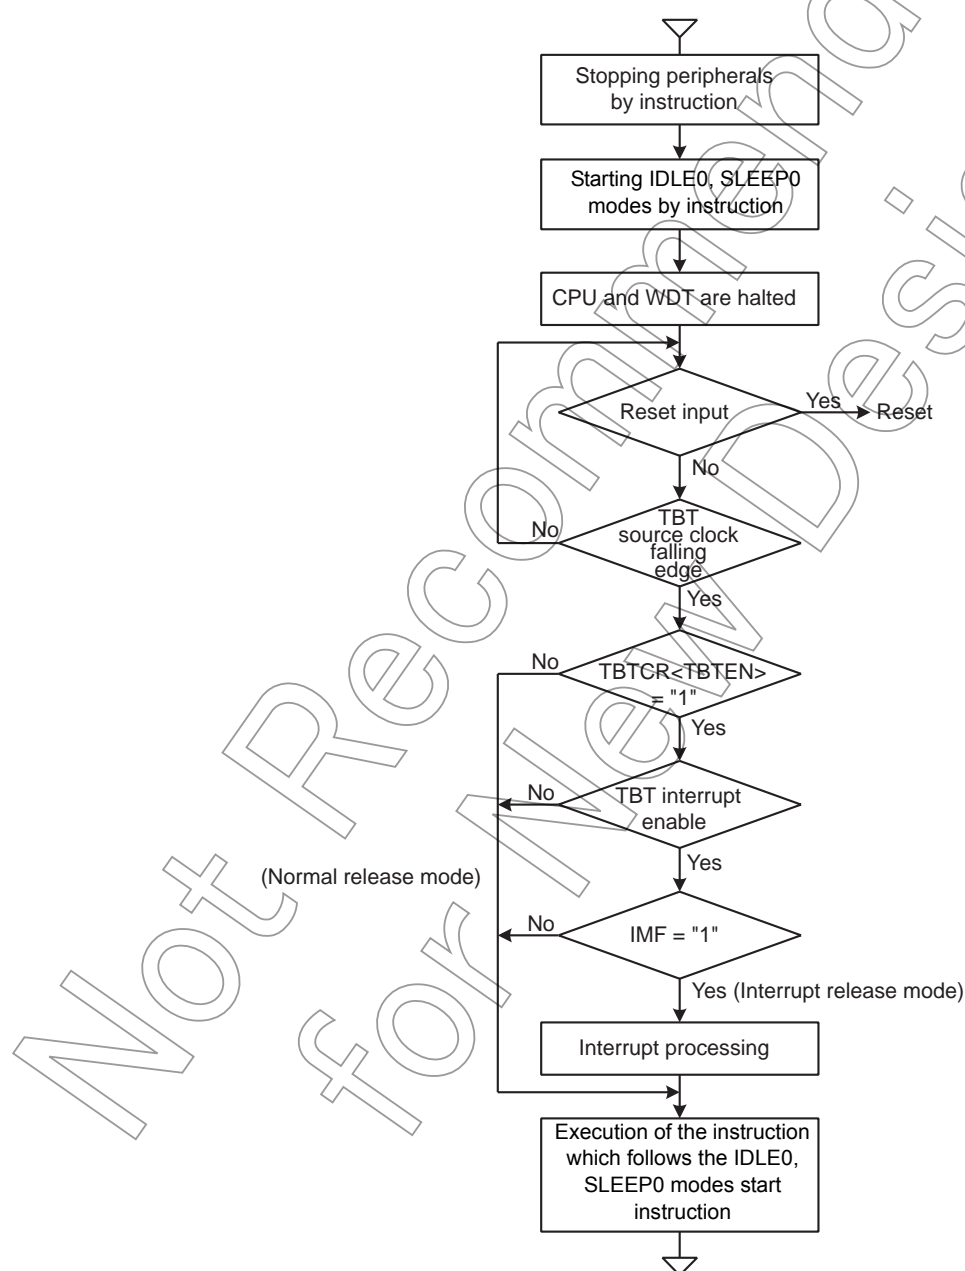 Stopping peripherals
by instruction
Starting IDLE0, SLEEP0
modes by instruction
CPU and WDT are halted
Reset input
Yes
Reset
No
TBT
source clock
falling
edge
No
Yes
TBTCR<TBTEN>
= "1"
No
Yes
TBT interrupt
enable
No
Yes
(Normal release mode)
IMF = "1"
No
Yes (Interrupt release mode)
Interrupt processing
Execution of the instruction
which follows the IDLE0,
SLEEP0 modes start
instruction
Not Recommend
for New Desi